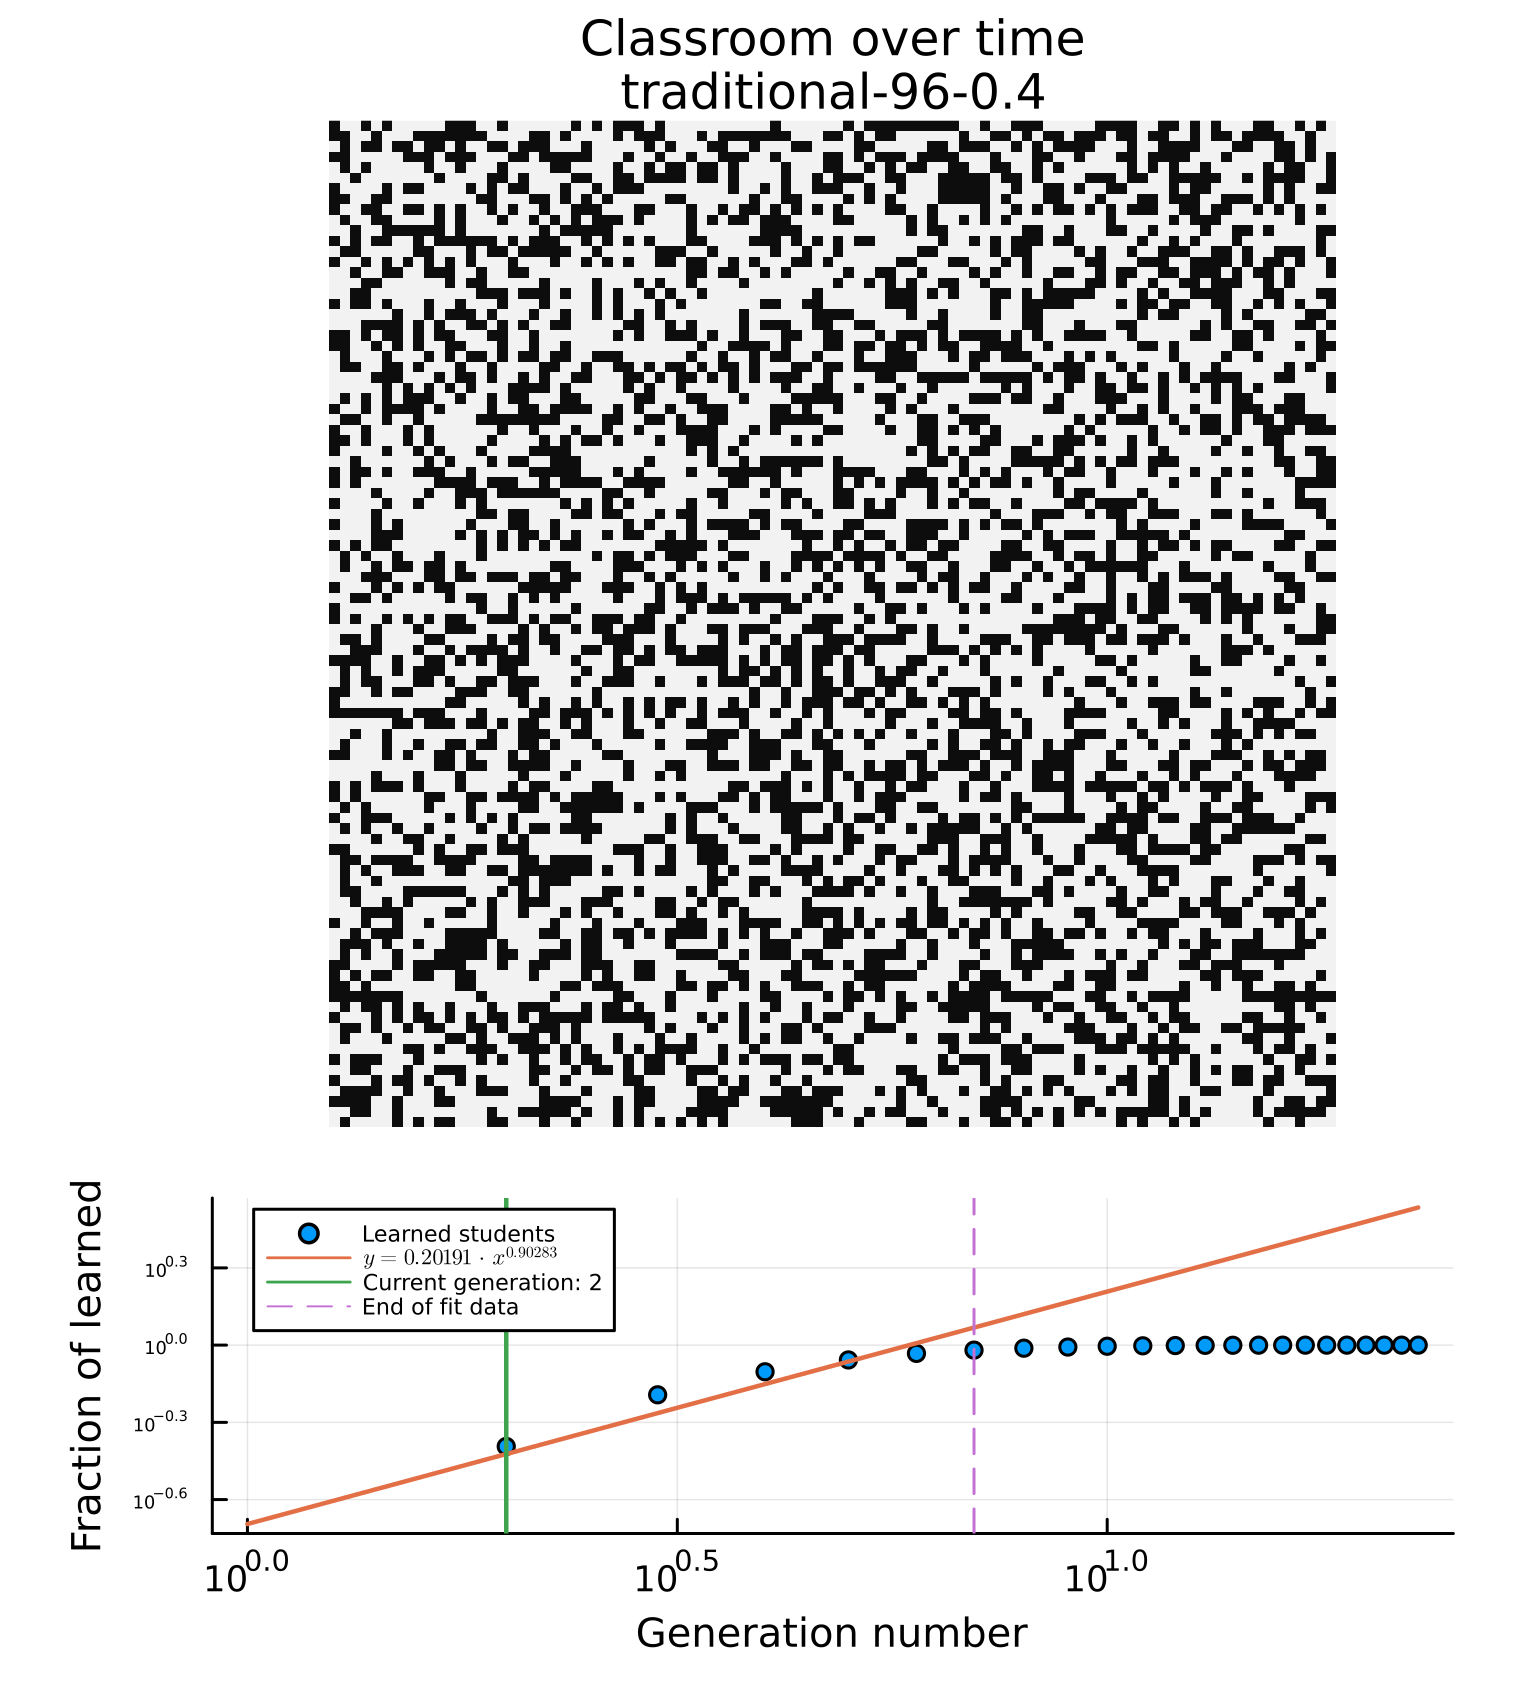 Classroom over time
traditional-96-0.4
Fraction of learned
10^0.3
10^0.0
10^−0.3
10^−0.6
Learned students
y = 0.20191 · x^0.90283
Current generation: 2
End of fit data
10^0.0
10^0.5
10^1.0
Generation number